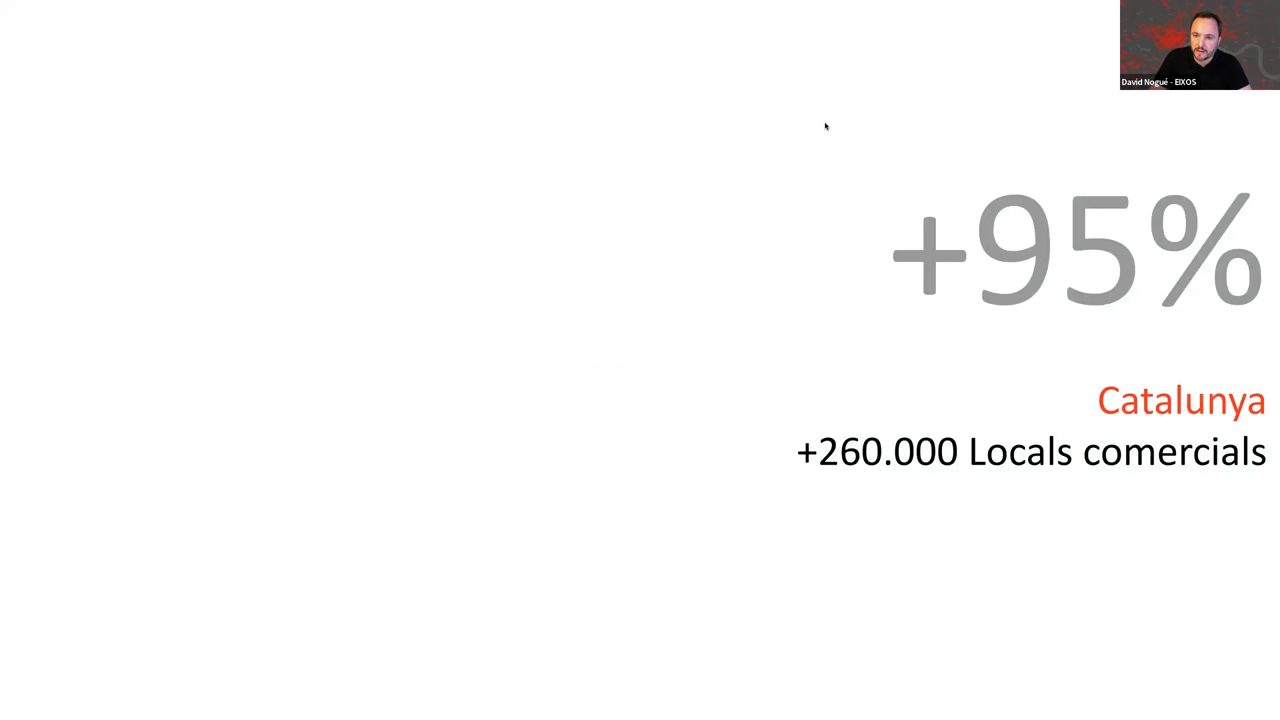 David Nogué - EIXOS
+95%
Catalunya
+260.000 Locals comercials